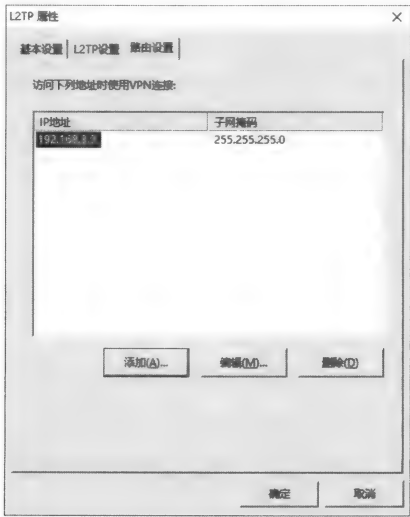 L2TP 属性
基本设置 L2TP设置 路由设置
访问下列地址时使用VPN连接:
IP地址 子网掩码
255.255.255.0
添加(A)... 编辑(M)... 删除(D)
确定 取消